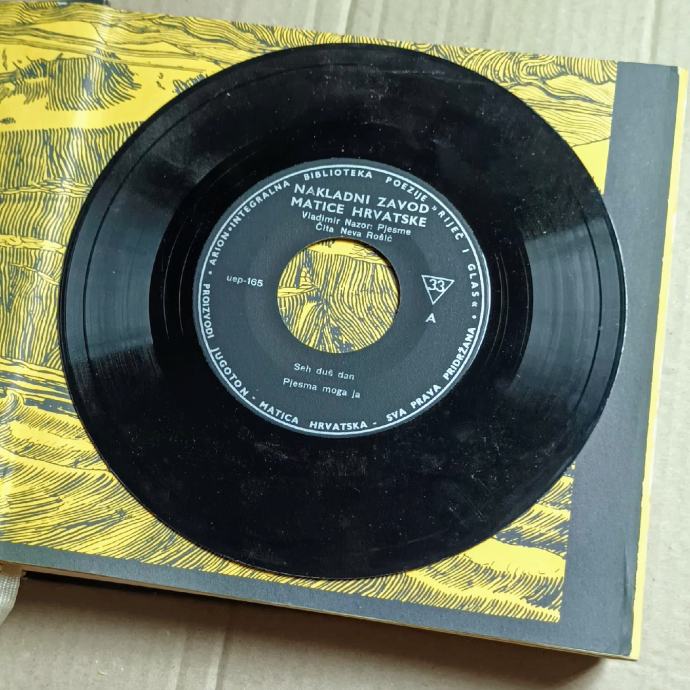 ARION • INTEGRALNA BIBLIOTEKA POEZIJE "RIJEČ I GLAS" •
NAKLADNI ZAVOD
MATICE HRVATSKE
Vladimir Nazor: Pjesme
Čita Neva Rošić
uep-165
33
A
Seh duš dan
Pjesma moga ja
PROIZVODI JUGOTON - MATICA HRVATSKA - SVA PRAVA PRIDRŽANA •